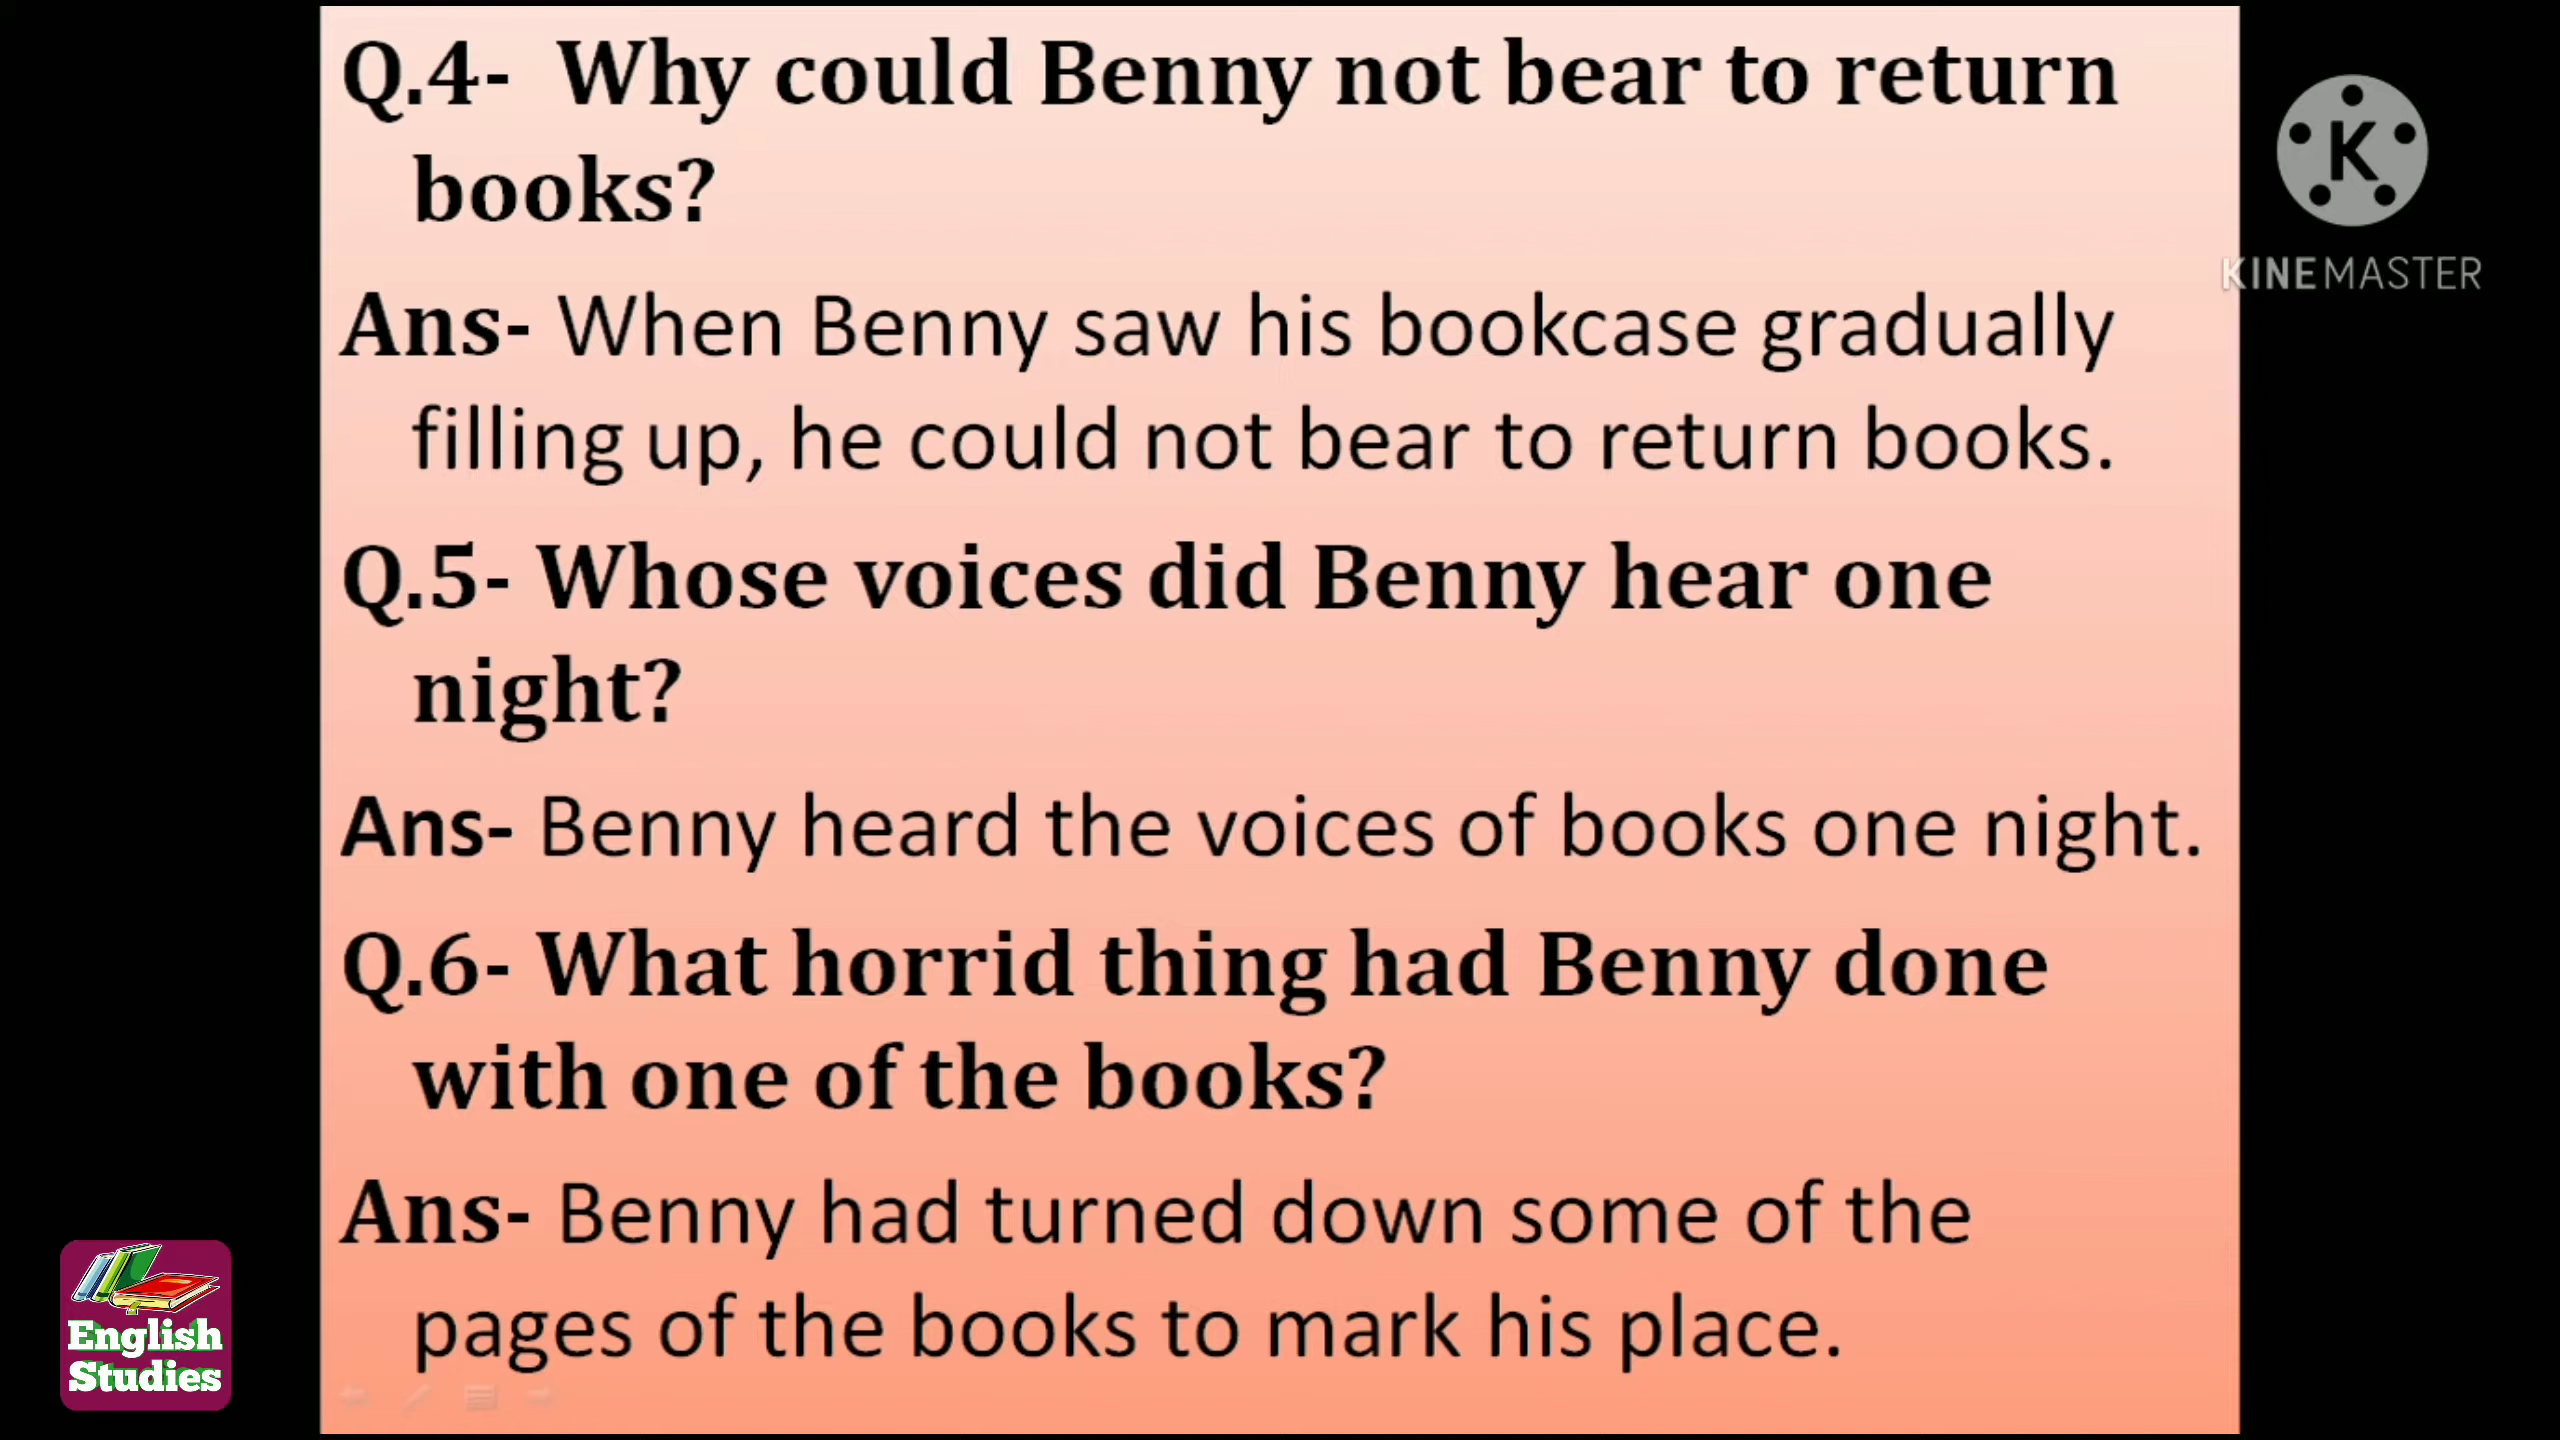 Q.4- Why could Benny not bear to return
books?
Ans- When Benny saw his bookcase gradually
filling up, he could not bear to return books.
Q.5- Whose voices did Benny hear one
night?
Ans- Benny heard the voices of books one night.
Q.6- What horrid thing had Benny done
with one of the books?
Ans- Benny had turned down some of the
pages of the books to mark his place.
K
KINEMASTER
English
Studies